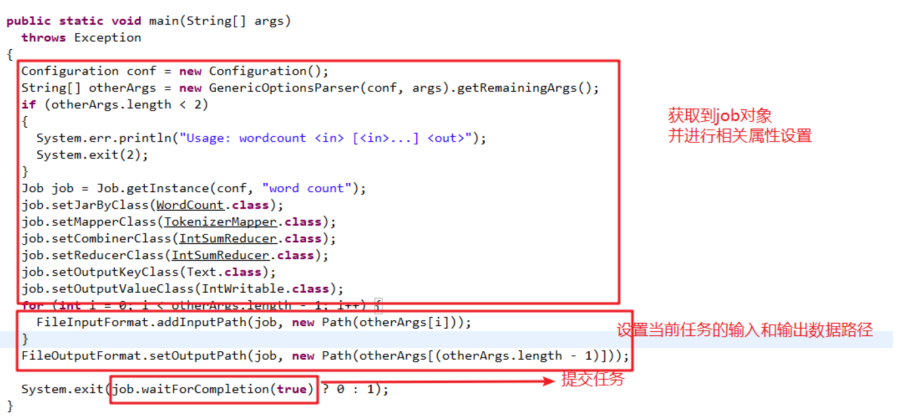 public static void main(String[] args)
throws Exception
{
Configuration conf = new Configuration();
String[] otherArgs = new GenericOptionsParser(conf, args).getRemainingArgs();
if (otherArgs.length < 2)
{
System.err.println("Usage: wordcount <in> [<in>...] <out>");
System.exit(2);
}
Job job = Job.getInstance(conf, "word count");
job.setJarByClass(WordCount.class);
job.setMapperClass(TokenizerMapper.class);
job.setCombinerClass(IntSumReducer.class);
job.setReducerClass(IntSumReducer.class);
job.setOutputKeyClass(Text.class);
job.setOutputValueClass(IntWritable.class);
获取到job对象
并进行相关属性设置
for (int i = 0; i < otherArgs.length - 1; i++) {
FileInputFormat.addInputPath(job, new Path(otherArgs[i]));
}
FileOutputFormat.setOutputPath(job, new Path(otherArgs[(otherArgs.length - 1)]));
设置当前任务的输入和输出数据路径
System.exit(job.waitForCompletion(true) ? 0 : 1);
提交任务
}